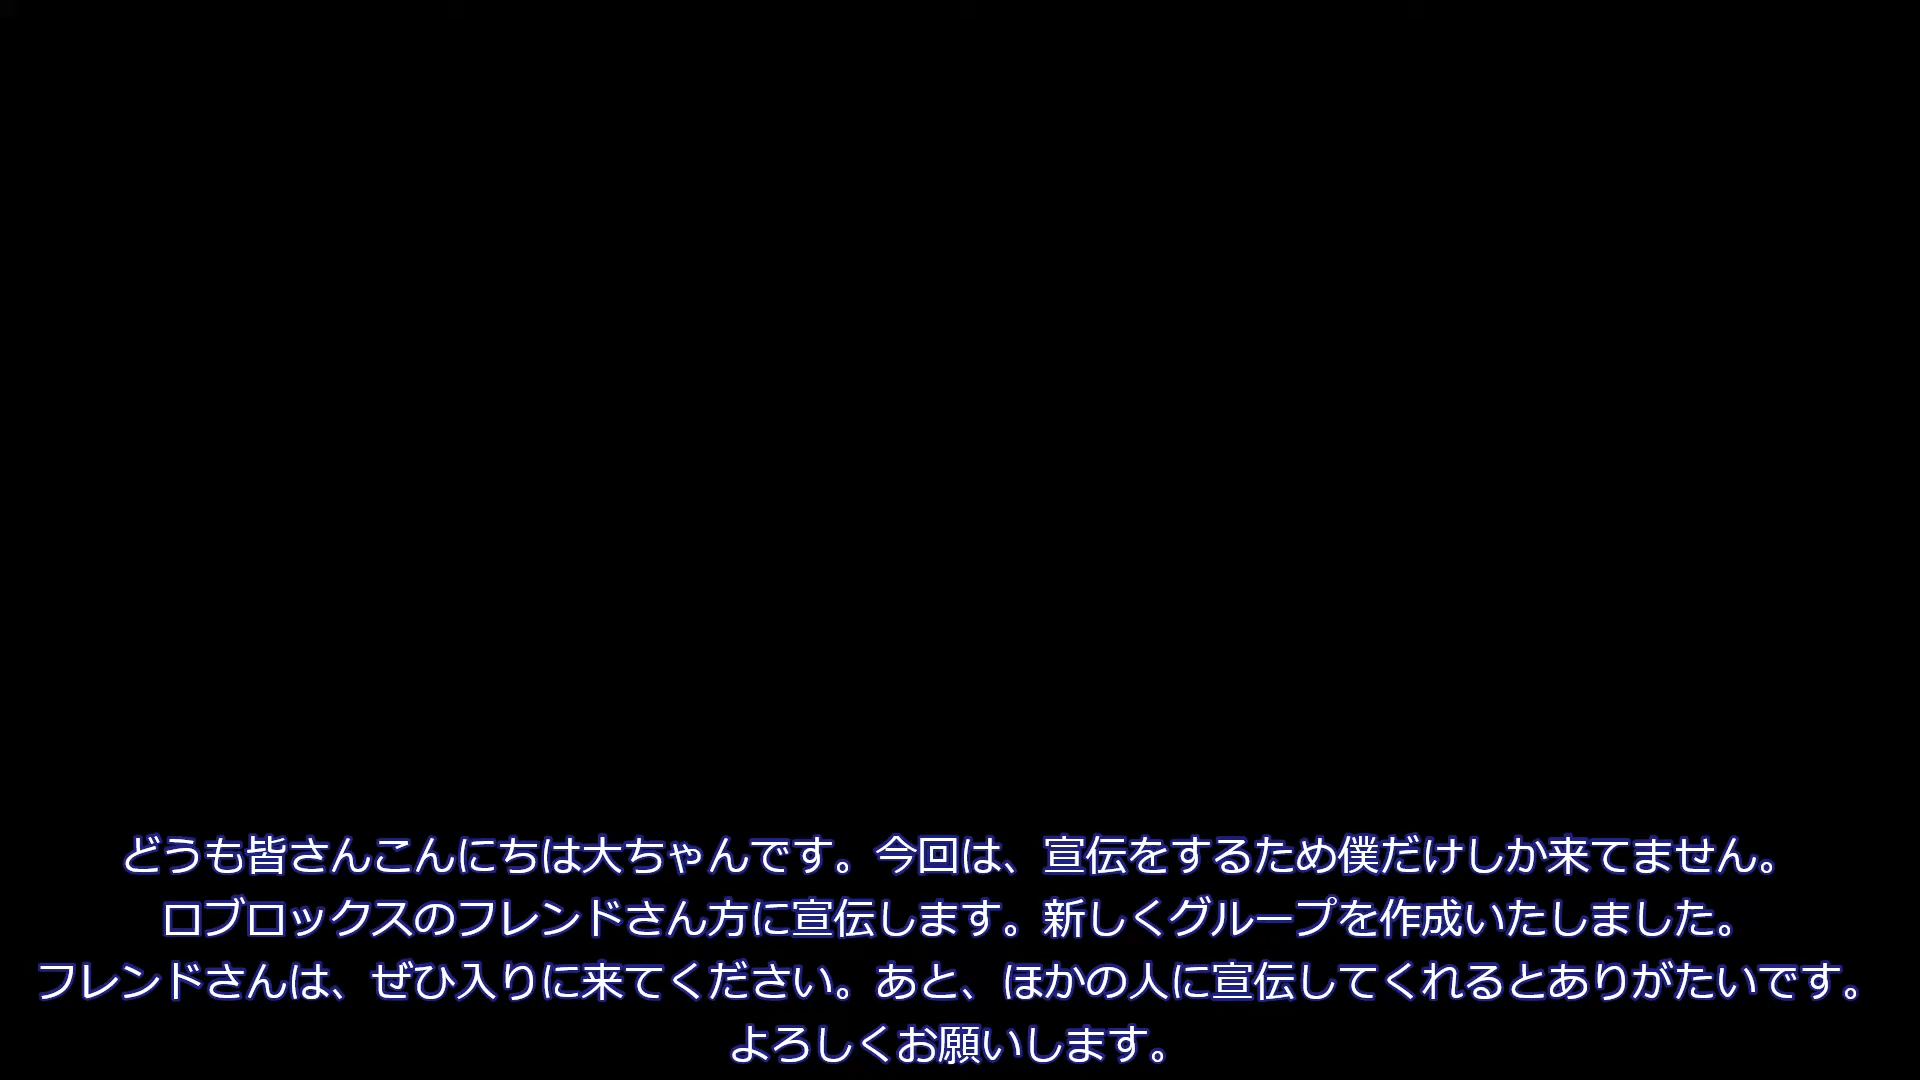 どうも皆さんこんにちは大ちゃんです。今回は、宣伝をするため僕だけしか来てません。
ロブロックスのフレンドさん方に宣伝します。新しくグループを作成いたしました。
フレンドさんは、ぜひ入りに来てください。あと、ほかの人に宣伝してくれるとありがたいです。
よろしくお願いします。